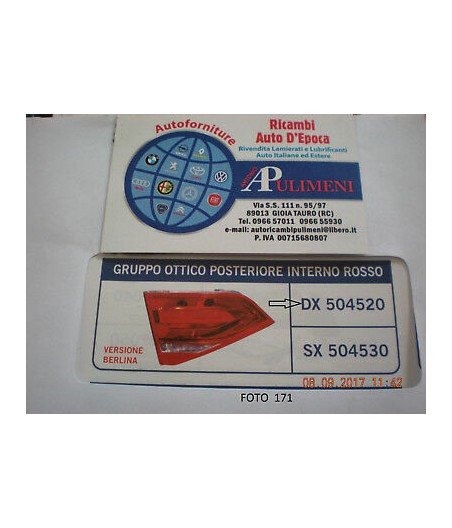 Autoforniture
Ricambi
Auto D'Epoca
Rivendita Lamierati e Lubrificanti
Auto Italiane ed Estere
APULIMENI
Via S.S. 111 n. 95/97
89013 GIOIA TAURO (RC)
Tel. 0966 57011 0966 55930
e-mail: autoricambipulimeni@libero.it
P. IVA 00715680807
GRUPPO OTTICO POSTERIORE INTERNO ROSSO
DX 504520
VERSIONE
BERLINA
SX 504530
08.09.2017 11:42
FOTO 171